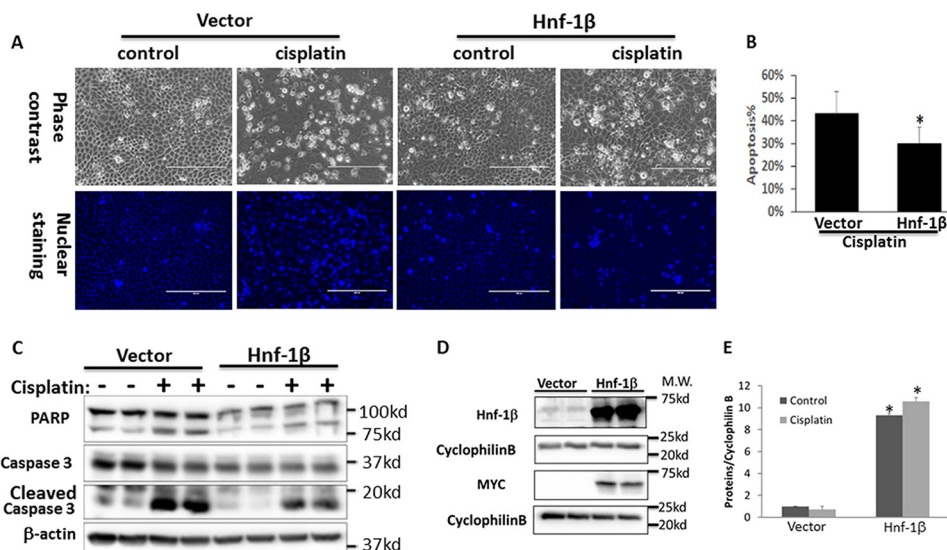 A
Vector
Hnf-1β
control
cisplatin
control
cisplatin
Phase contrast
Nuclear staining
B
60%
50%
40%
30%
20%
10%
0%
Apoptosis%
*
Vector
Hnf-1β
Cisplatin
C
Vector
Hnf-1β
Cisplatin: - - + + - - + +
PARP
100kd
75kd
Caspase 3
37kd
Cleaved
Caspase 3
20kd
β-actin
37kd
D
Vector
Hnf-1β
M.W.
75kd
Hnf-1β
CyclophilinB
25kd
20kd
MYC
75kd
CyclophilinB
25kd
20kd
E
Proteins/Cyclophilin B
12
10
8
6
4
2
0
Control
Cisplatin
*
*
Vector
Hnf-1β